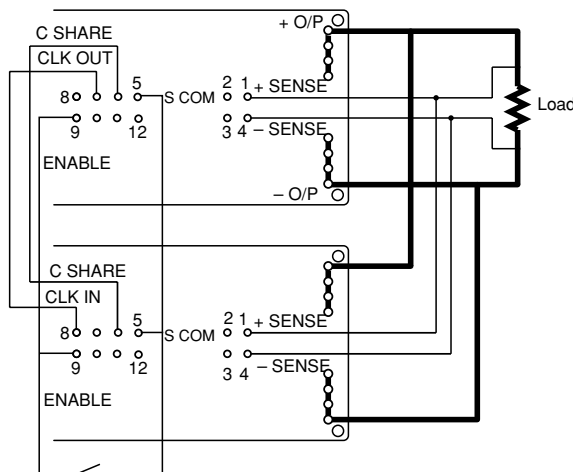 + O/P
C SHARE
CLK OUT
5
2 1
+ SENSE
8
S COM
Load
9
12
3 4
– SENSE
ENABLE
– O/P
C SHARE
CLK IN
5
2 1
+ SENSE
8
S COM
9
12
3 4
– SENSE
ENABLE